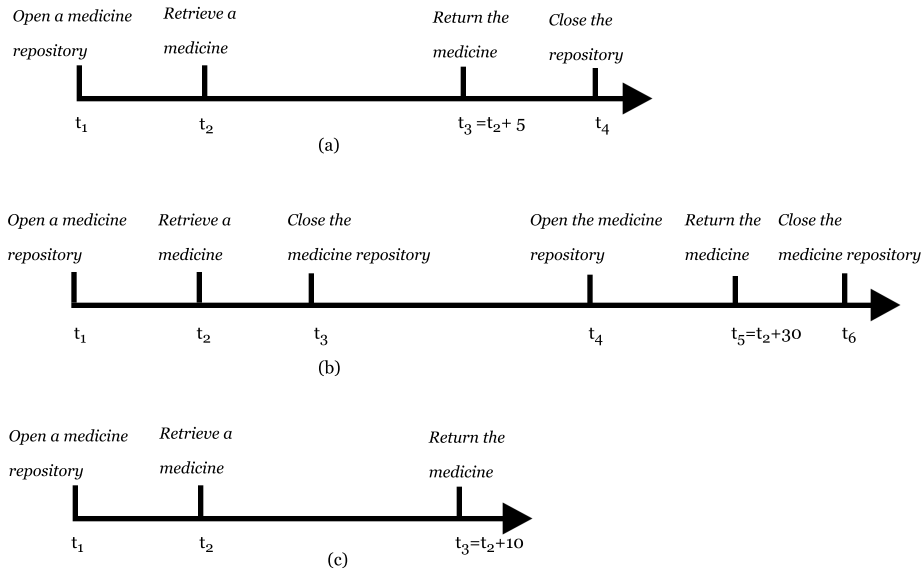 Open a medicine
repository
Retrieve a
medicine
Return the
medicine
Close the
repository
t1
t2
t3 =t2+ 5
t4
(a)
Open a medicine
repository
Retrieve a
medicine
Close the
medicine repository
Open the medicine
repository
Return the
medicine
Close the
medicine repository
t1
t2
t3
t4
t5=t2+30
t6
(b)
Open a medicine
repository
Retrieve a
medicine
Return the
medicine
t1
t2
t3=t2+10
(c)